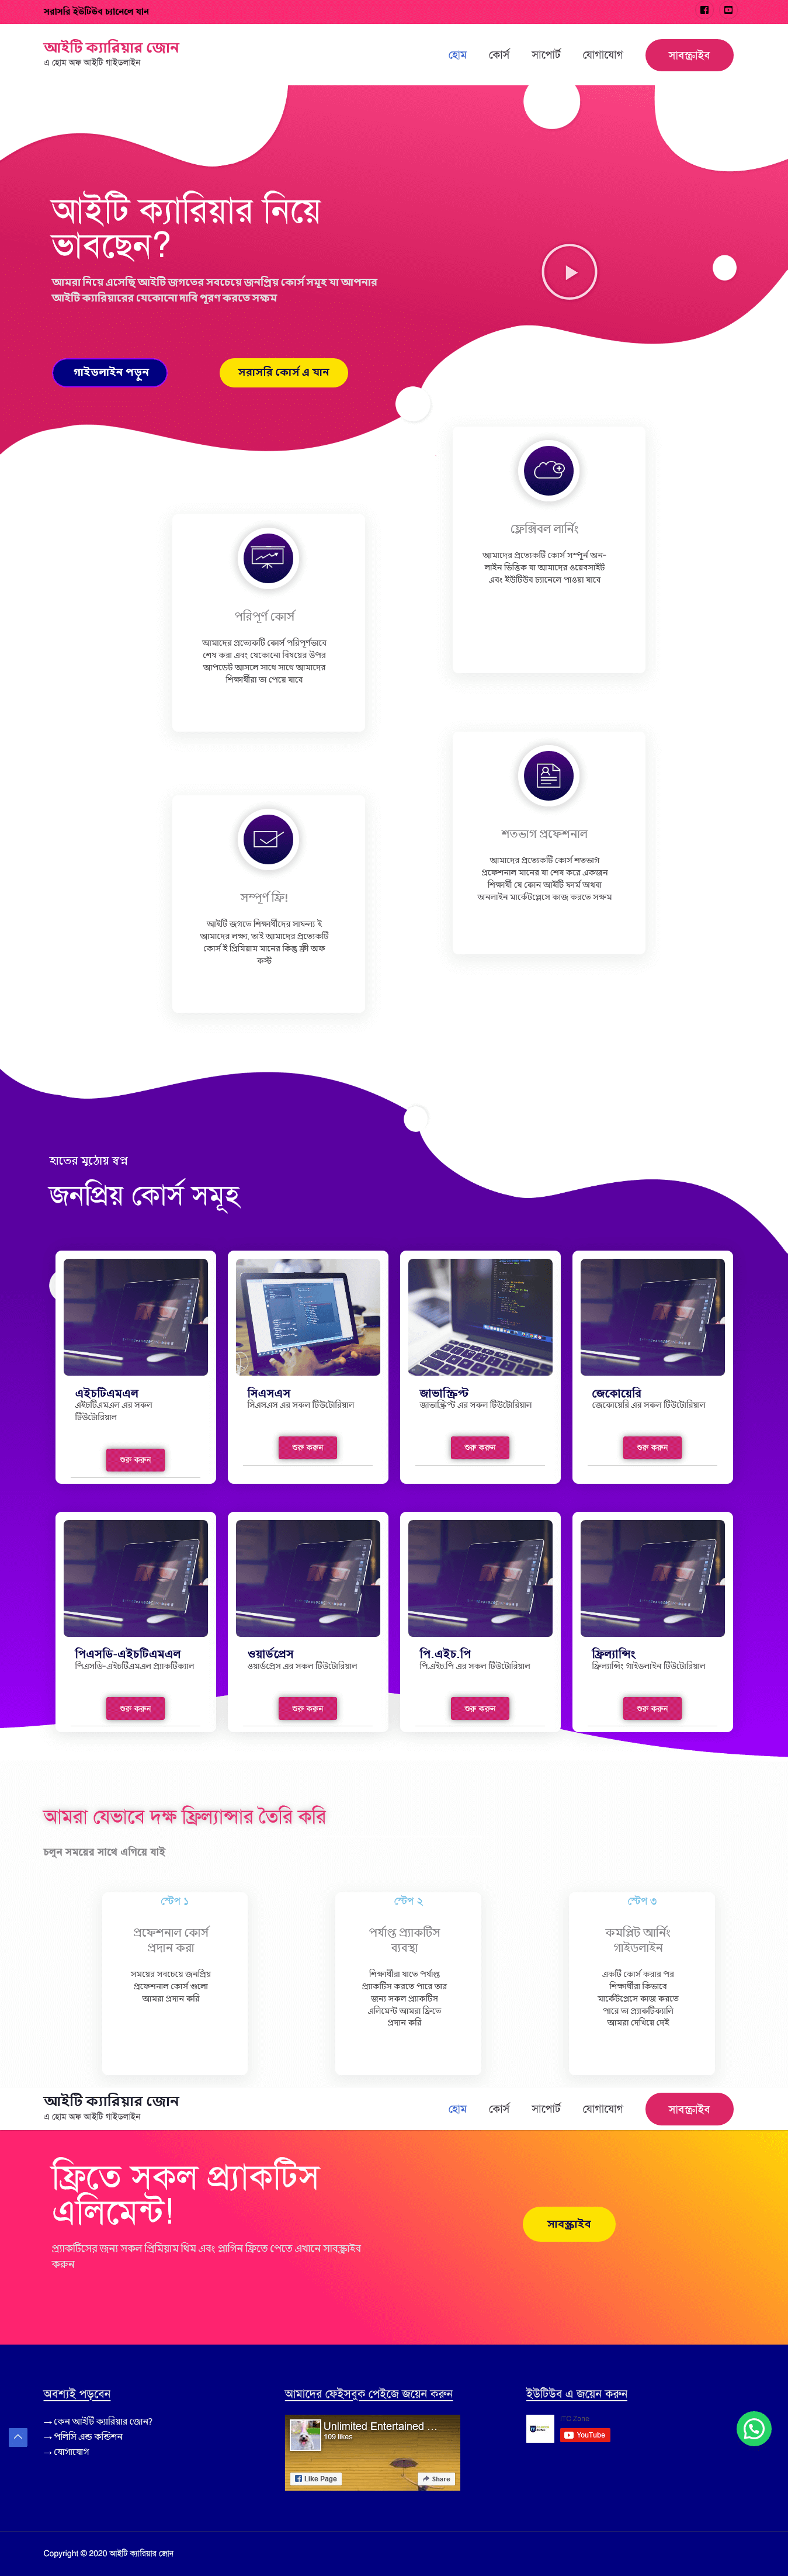 সরাসরি ইউটিউব চ্যানেলে যান
আইটি ক্যারিয়ার জোন
এ হোম অফ আইটি গাইডলাইন
হোম কোর্স সাপোর্ট যোগাযোগ সাবস্ক্রাইব
আইটি ক্যারিয়ার নিয়ে
ভাবছেন?
আমরা নিয়ে এসেছি আইটি জগতের সবচেয়ে জনপ্রিয় কোর্স সমূহ যা আপনার
আইটি ক্যারিয়ারের যেকোনো দাবি পূরণ করতে সক্ষম
গাইডলাইন পড়ুন সরাসরি কোর্স এ যান
ফ্লেক্সিবল লার্নিং
আমাদের প্রত্যেকটি কোর্স সম্পূর্ন অন-
লাইন ভিত্তিক যা আমাদের ওয়েবসাইট
এবং ইউটিউব চ্যানেলে পাওয়া যাবে
পরিপূর্ণ কোর্স
আমাদের প্রত্যেকটি কোর্স পরিপূর্ণভাবে
শেষ করা এবং যেকোনো বিষয়ের উপর
আপডেট আসলে সাথে সাথে আমাদের
শিক্ষার্থীরা তা পেয়ে যাবে
শতভাগ প্রফেশনাল
আমাদের প্রত্যেকটি কোর্স শতভাগ
প্রফেশনাল মানের যা শেষ করে একজন
শিক্ষার্থী যে কোন আইটি ফার্ম অথবা
অনলাইন মার্কেটপ্লেসে কাজ করতে সক্ষম
সম্পূর্ণ ফ্রি!
আইটি জগতে শিক্ষার্থীদের সাফল্য ই
আমাদের লক্ষ্য, তাই আমাদের প্রত্যেকটি
কোর্স ই প্রিমিয়াম মানের কিন্তু ফ্রী অফ
কস্ট
হাতের মুঠোয় স্বপ্ন
জনপ্রিয় কোর্স সমূহ
এইচটিএমএল
এইচটিএমএল এর সকল
টিউটোরিয়াল
শুরু করুন
সিএসএস
সিএসএস এর সকল টিউটোরিয়াল
শুরু করুন
জাভাস্ক্রিপ্ট
জাভাস্ক্রিপ্ট এর সকল টিউটোরিয়াল
শুরু করুন
জেকোয়েরি
জেকোয়েরি এর সকল টিউটোরিয়াল
শুরু করুন
পিএসডি-এইচটিএমএল
পিএসডি-এইচটিএমএল প্র্যাকটিক্যাল
শুরু করুন
ওয়ার্ডপ্রেস
ওয়ার্ডপ্রেস এর সকল টিউটোরিয়াল
শুরু করুন
পি.এইচ.পি
পি.এইচ.পি এর সকল টিউটোরিয়াল
শুরু করুন
ফ্রিল্যান্সিং
ফ্রিল্যান্সিং গাইডলাইন টিউটোরিয়াল
শুরু করুন
আমরা যেভাবে দক্ষ ফ্রিল্যান্সার তৈরি করি
চলুন সময়ের সাথে এগিয়ে যাই
স্টেপ ১
প্রফেশনাল কোর্স
প্রদান করা
সময়ের সবচেয়ে জনপ্রিয়
প্রফেশনাল কোর্স গুলো
আমরা প্রদান করি
স্টেপ ২
পর্যাপ্ত প্র্যাকটিস
ব্যবস্থা
শিক্ষার্থীরা যাতে পর্যাপ্ত
প্র্যাকটিস করতে পারে তার
জন্য সকল প্র্যাকটিস
এলিমেন্ট আমরা ফ্রিতে
প্রদান করি
স্টেপ ৩
কমপ্লিট আর্নিং
গাইডলাইন
একটি কোর্স করার পর
শিক্ষার্থীরা কিভাবে
মার্কেটপ্লেসে কাজ করতে
পারে তা প্র্যাকটিক্যালি
আমরা দেখিয়ে দেই
আইটি ক্যারিয়ার জোন
এ হোম অফ আইটি গাইডলাইন
হোম কোর্স সাপোর্ট যোগাযোগ সাবস্ক্রাইব
ফ্রিতে সকল প্র্যাকটিস
এলিমেন্ট!
প্র্যাকটিসের জন্য সকল প্রিমিয়াম থিম এবং প্লাগিন ফ্রিতে পেতে এখানে সাবস্ক্রাইব
করুন
সাবস্ক্রাইব
অবশ্যই পড়বেন
→ কেন আইটি ক্যারিয়ার জোন?
→ পলিসি এন্ড কন্ডিশন
→ যোগাযোগ
আমাদের ফেইসবুক পেইজে জয়েন করুন
Unlimited Entertained ...
109 likes
Like Page Share
ইউটিউব এ জয়েন করুন
ITC Zone
YouTube
Copyright © 2020 আইটি ক্যারিয়ার জোন